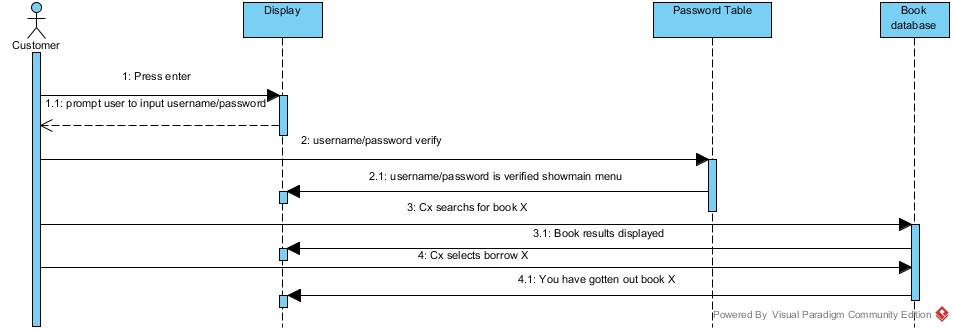 Display
Password Table
Book
database
Customer
1: Press enter
1.1: prompt user to input username/password
2: username/password verify
2.1: username/password is verified showmain menu
3: Cx searchs for book X
3.1: Book results displayed
4: Cx selects borrow X
4.1: You have gotten out book X
Powered By Visual Paradigm Community Edition